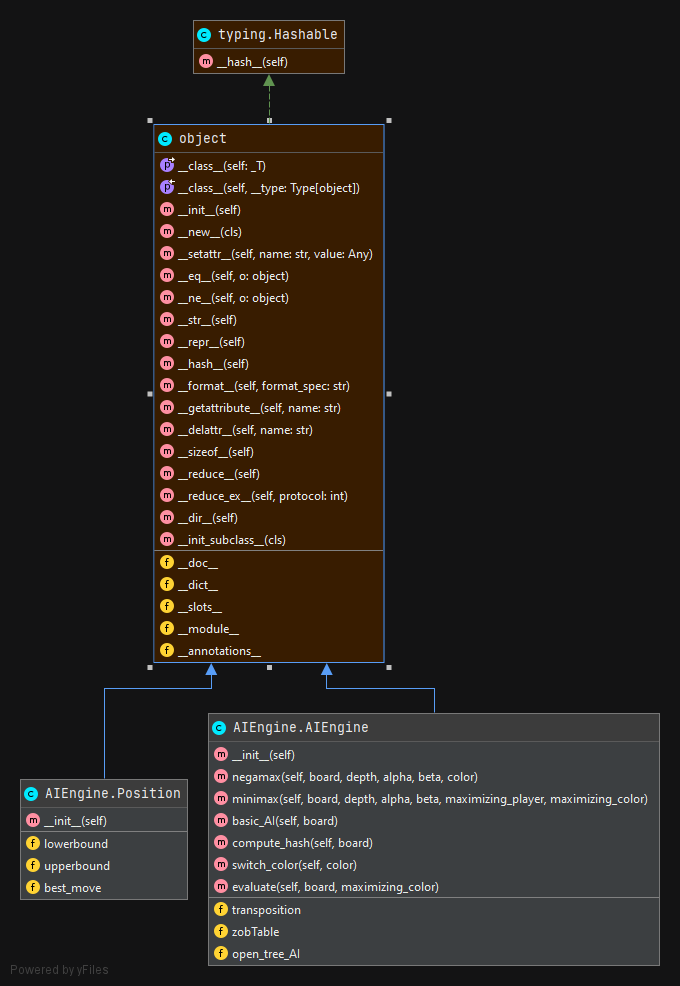 typing.Hashable
__hash__(self)
object
__class__(self: _T)
__class__(self, __type: Type[object])
__init__(self)
__new__(cls)
__setattr__(self, name: str, value: Any)
__eq__(self, o: object)
__ne__(self, o: object)
__str__(self)
__repr__(self)
__hash__(self)
__format__(self, format_spec: str)
__getattribute__(self, name: str)
__delattr__(self, name: str)
__sizeof__(self)
__reduce__(self)
__reduce_ex__(self, protocol: int)
__dir__(self)
__init_subclass__(cls)
__doc__
__dict__
__slots__
__module__
__annotations__
AIEngine.Position
__init__(self)
lowerbound
upperbound
best_move
AIEngine.AIEngine
__init__(self)
negamax(self, board, depth, alpha, beta, color)
minimax(self, board, depth, alpha, beta, maximizing_player, maximizing_color)
basic_AI(self, board)
compute_hash(self, board)
switch_color(self, color)
evaluate(self, board, maximizing_color)
transposition
zobTable
open_tree_AI
Powered by yFiles